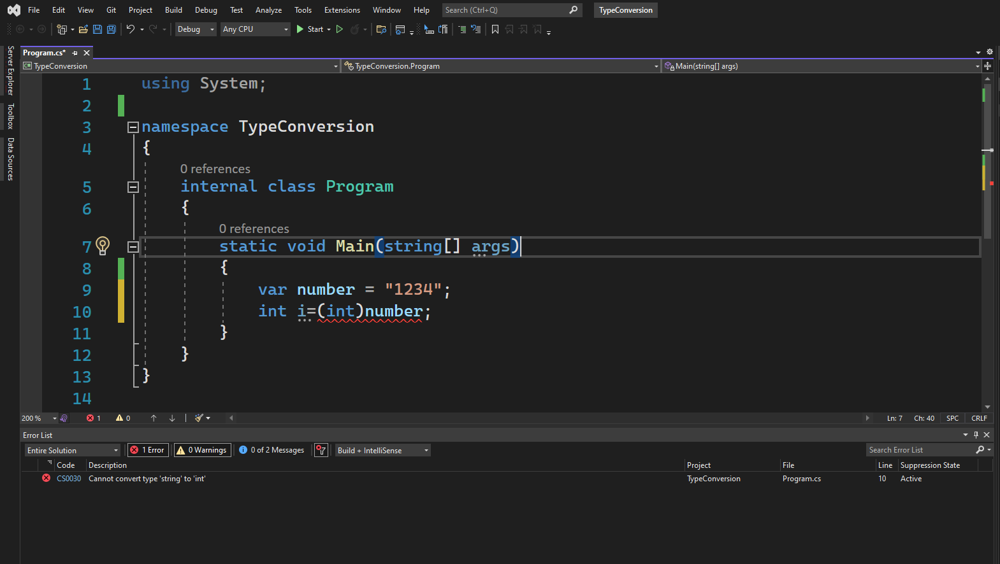 File Edit View Git Project Build Debug Test Analyze Tools Extensions Window Help Search (Ctrl+Q) TypeConversion
Debug Any CPU Start
Server Explorer
Toolbox
Data Sources
Program.cs*
C# TypeConversion TypeConversion.Program Main(string[] args)
1 using System;
2
3 namespace TypeConversion
4 {
0 references
5 internal class Program
6 {
0 references
7 static void Main(string[] args)
8 {
9 var number = "1234";
10 int i=(int)number;
11 }
12 }
13 }
14
200 % 1 0 Ln: 7 Ch: 40 SPC CRLF
Error List
Entire Solution 1 Error 0 Warnings 0 of 2 Messages Build + IntelliSense Search Error List
Code Description Project File Line Suppression State
CS0030 Cannot convert type 'string' to 'int' TypeConversion Program.cs 10 Active